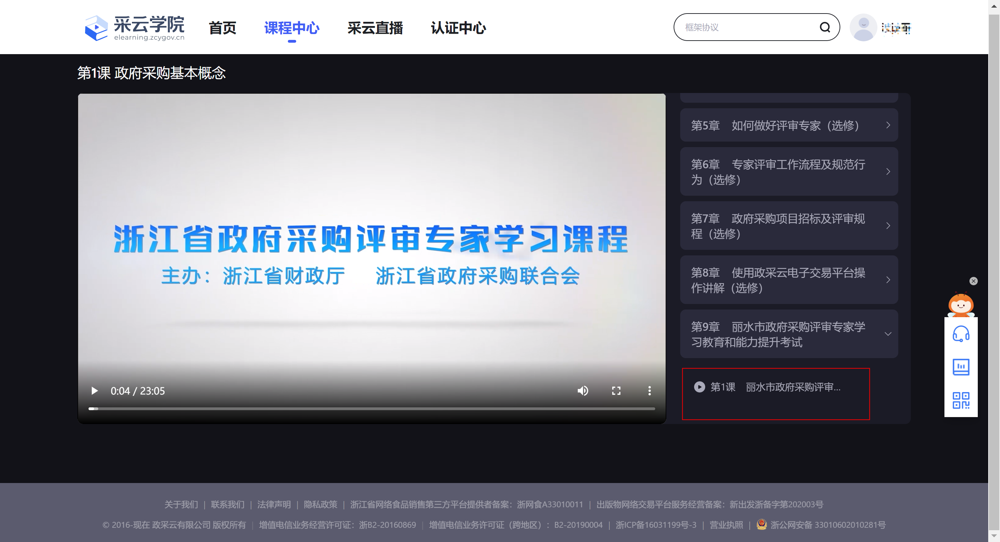 采云学院
elearning.zcygov.cn
首页
课程中心
采云直播
认证中心
框架协议
第1课 政府采购基本概念
浙江省政府采购评审专家学习课程
主办：浙江省财政厅 浙江省政府采购联合会
0:04 / 23:05
第5章 如何做好评审专家（选修）
第6章 专家评审工作流程及规范行
为（选修）
第7章 政府采购项目招标及评审规
程（选修）
第8章 使用政采云电子交易平台操
作讲解（选修）
第9章 丽水市政府采购评审专家学
习教育和能力提升考试
第1课 丽水市政府采购评审...
关于我们 | 联系我们 | 法律声明 | 隐私政策 | 浙江省网络食品销售第三方平台提供者备案：浙网食A33010011 | 出版物网络交易平台服务经营备案：新出发浙备字第202003号
© 2016-现在 政采云有限公司 版权所有 | 增值电信业务经营许可证：浙B2-20160869 | 增值电信业务许可证（跨地区）：B2-20190004 | 浙ICP备16031199号-3 | 营业执照 | 浙公网安备 33010602010281号